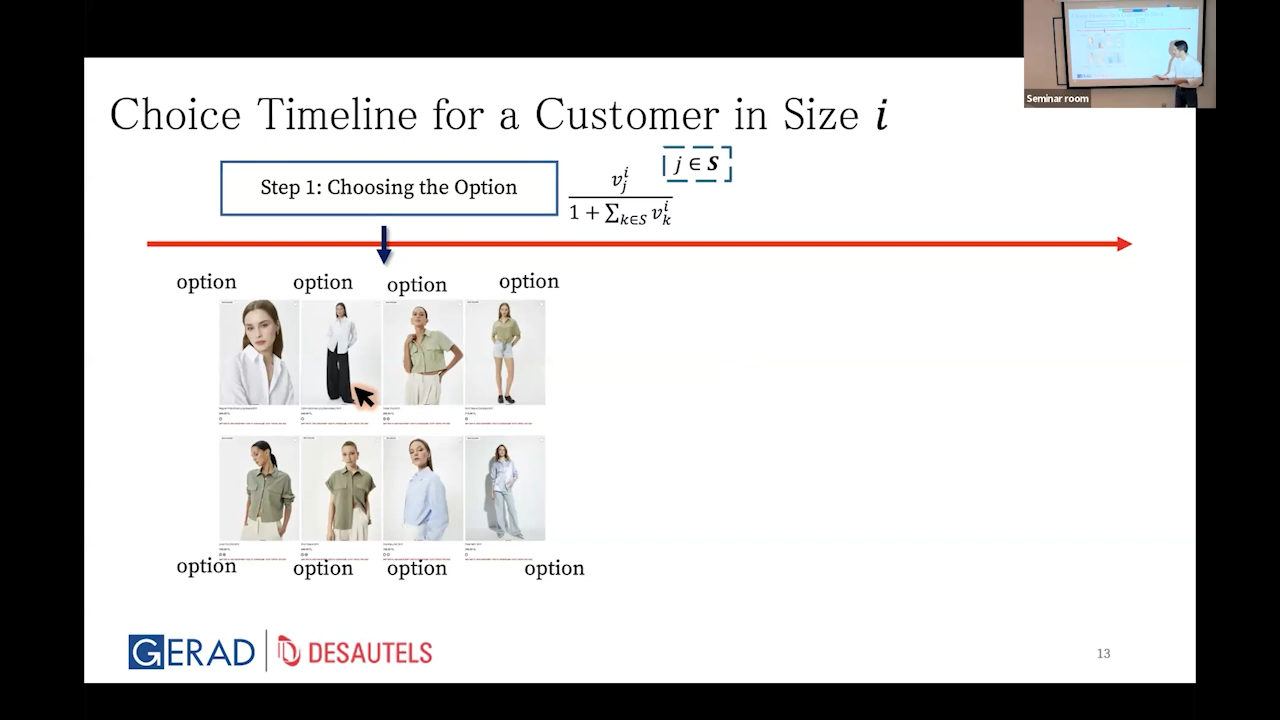 Seminar room
Choice Timeline for a Customer in Size i
Step 1: Choosing the Option
v_j^i / (1 + ∑_{k∈S} v_k^i)
j ∈ S
option option option option
option option option option
GERAD | DESAUTELS
13